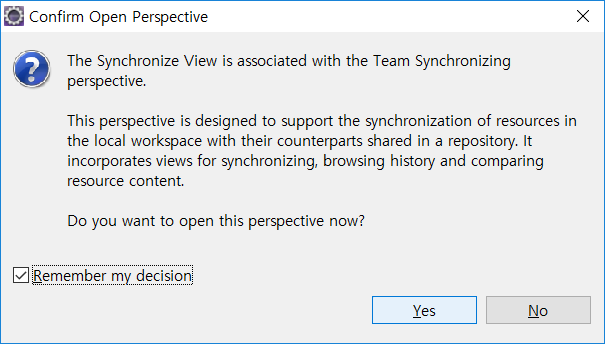 Confirm Open Perspective
The Synchronize View is associated with the Team Synchronizing
perspective.
This perspective is designed to support the synchronization of resources in
the local workspace with their counterparts shared in a repository. It
incorporates views for synchronizing, browsing history and comparing
resource content.
Do you want to open this perspective now?
Remember my decision
Yes No